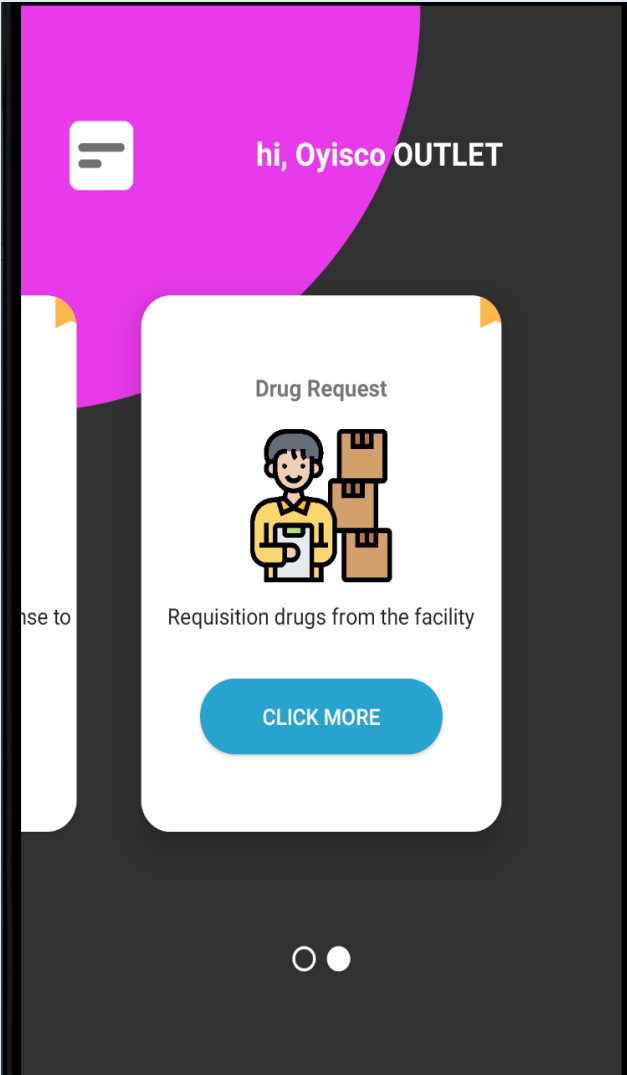 hi, Oyisco OUTLET
Drug Request
nse to
Requisition drugs from the facility
CLICK MORE